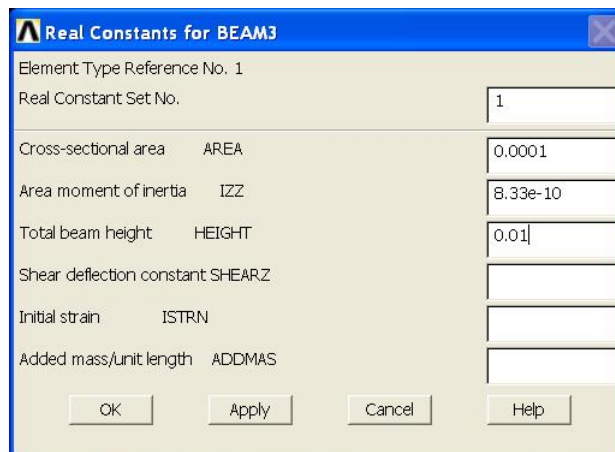 Real Constants for BEAM3
Element Type Reference No. 1
Real Constant Set No. 1
Cross-sectional area AREA 0.0001
Area moment of inertia IZZ 8.33e-10
Total beam height HEIGHT 0.01
Shear deflection constant SHEARZ
Initial strain ISTRN
Added mass/unit length ADDMAS
OK Apply Cancel Help